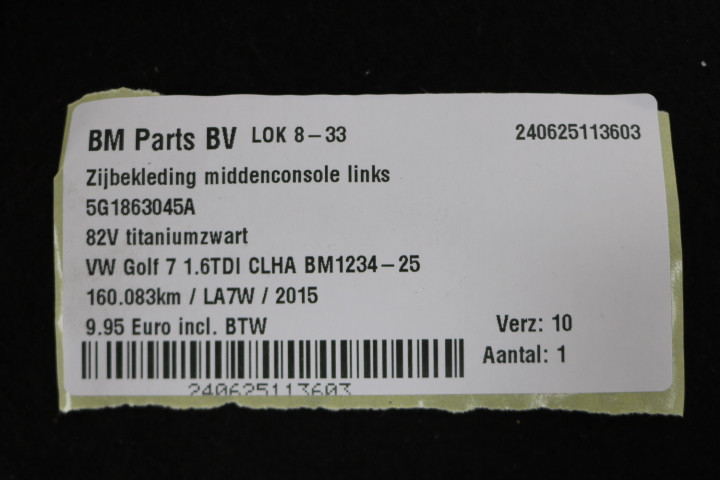 BM Parts BV LOK 8-33 240625113603
Zijbekleding middenconsole links
5G1863045A
82V titaniumzwart
VW Golf 7 1.6TDI CLHA BM1234-25
160.083km / LA7W / 2015
9.95 Euro incl. BTW Verz: 10
Aantal: 1
240625113603